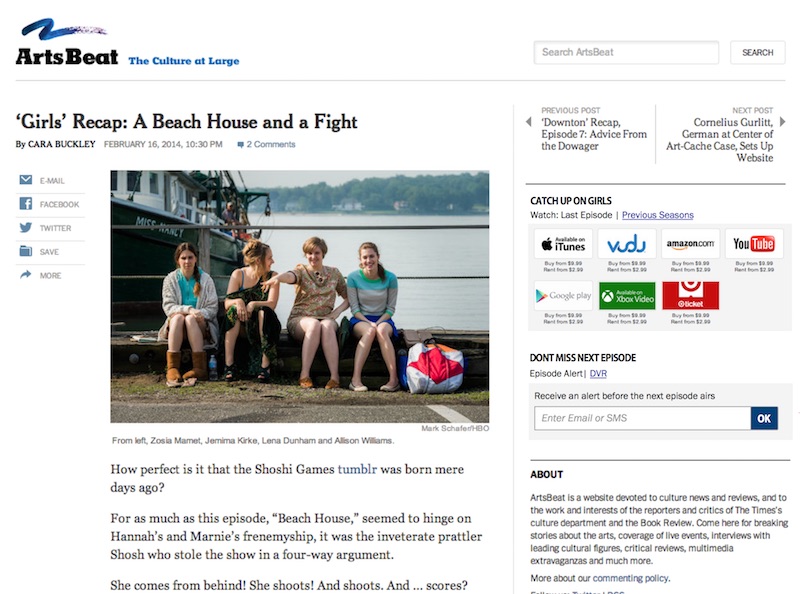 ArtsBeat The Culture at Large
Search ArtsBeat SEARCH
‘Girls’ Recap: A Beach House and a Fight
By CARA BUCKLEY FEBRUARY 16, 2014, 10:30 PM 2 Comments
E-MAIL
FACEBOOK
TWITTER
SAVE
MORE
MISS NANCY
Mark Schafer/HBO
From left, Zosia Mamet, Jemima Kirke, Lena Dunham and Allison Williams.
How perfect is it that the Shoshi Games tumblr was born mere
days ago?
For as much as this episode, “Beach House,” seemed to hinge on
Hannah’s and Marnie’s frenemyship, it was the inveterate prattler
Shosh who stole the show in a four-way argument.
She comes from behind! She shoots! And shoots. And ... scores?
PREVIOUS POST
‘Downton’ Recap,
Episode 7: Advice From
the Dowager
NEXT POST
Cornelius Gurlitt,
German at Center of
Art-Cache Case, Sets Up
Website
CATCH UP ON GIRLS
Watch: Last Episode | Previous Seasons
Available on
iTunes
vudu
amazon.com
YouTube
Buy from $9.99
Rent from $2.99
Buy from $9.99
Rent from $2.99
Buy from $9.99
Rent from $2.99
Buy from $9.99
Rent from $2.99
Google play
Available on
Xbox Video
ticket
Buy from $9.99
Rent from $2.99
Buy from $9.99
Rent from $2.99
Buy from $9.99
Rent from $2.99
DONT MISS NEXT EPISODE
Episode Alert| DVR
Receive an alert before the next episode airs
Enter Email or SMS OK
ABOUT
ArtsBeat is a website devoted to culture news and reviews, and to
the work and interests of the reporters and critics of The Times’s
culture department and the Book Review. Come here for breaking
stories about the arts, coverage of live events, interviews with
leading cultural figures, critical reviews, multimedia
extravaganzas and much more.
More about our commenting policy.